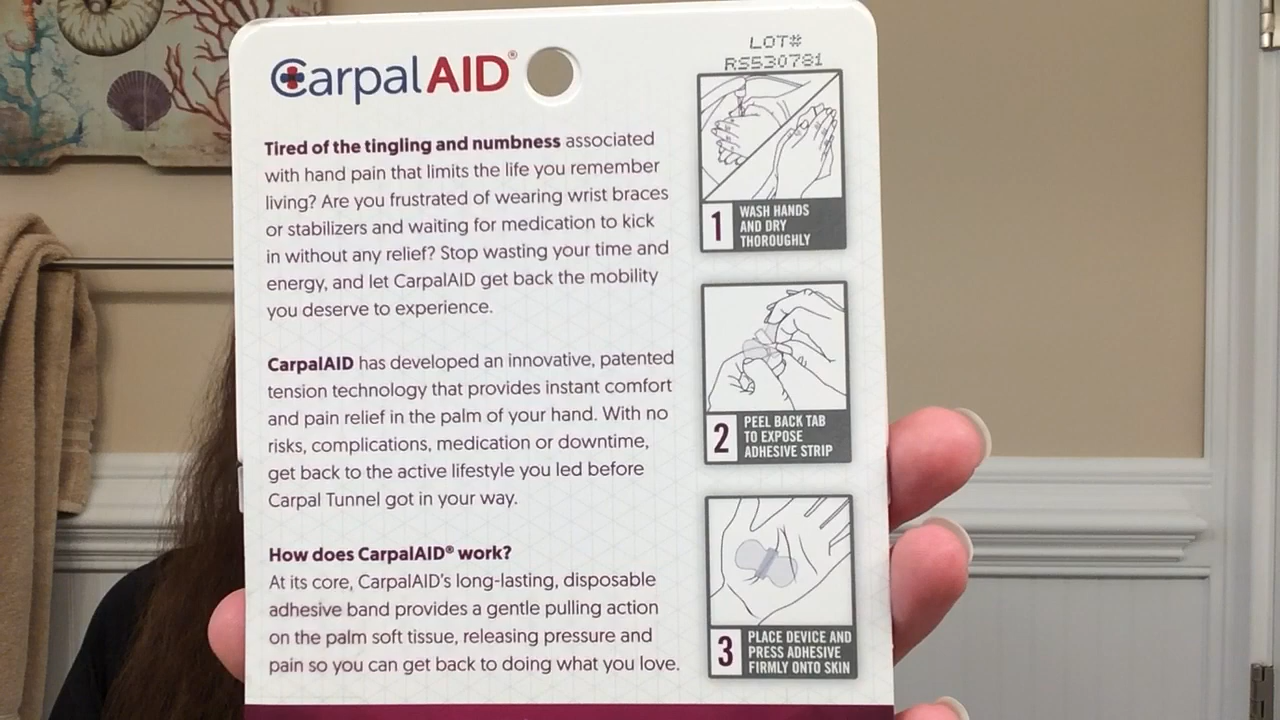 CarpalAID®
LOT#
RS530781
Tired of the tingling and numbness associated
with hand pain that limits the life you remember
living? Are you frustrated of wearing wrist braces
or stabilizers and waiting for medication to kick
in without any relief? Stop wasting your time and
energy, and let CarpalAID get back the mobility
you deserve to experience.
CarpalAID has developed an innovative, patented
tension technology that provides instant comfort
and pain relief in the palm of your hand. With no
risks, complications, medication or downtime,
get back to the active lifestyle you led before
Carpal Tunnel got in your way.
How does CarpalAID® work?
At its core, CarpalAID's long-lasting, disposable
adhesive band provides a gentle pulling action
on the palm soft tissue, releasing pressure and
pain so you can get back to doing what you love.
1 WASH HANDS
AND DRY
THOROUGHLY
2 PEEL BACK TAB
TO EXPOSE
ADHESIVE STRIP
3 PLACE DEVICE AND
PRESS ADHESIVE
FIRMLY ONTO SKIN